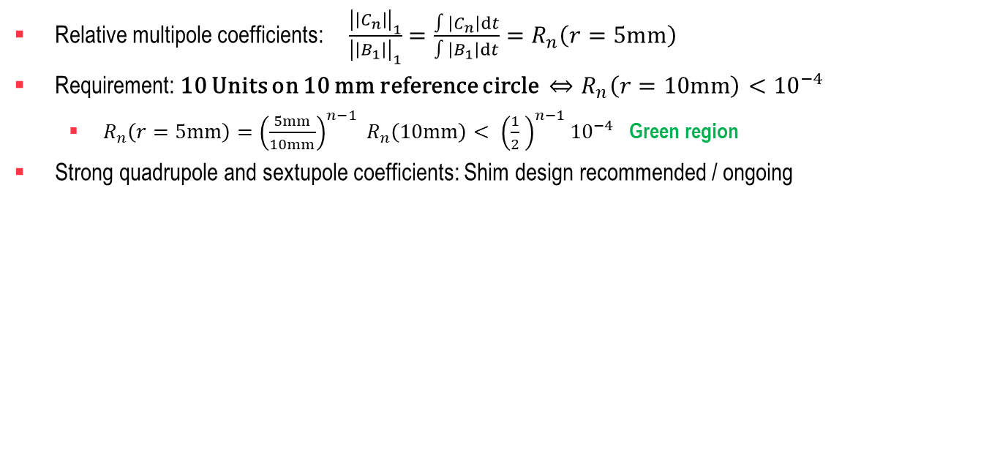 ▪ Relative multipole coefficients: $\frac{||C_n||_1}{||B_1||_1} = \frac{\int |C_n| \mathrm{d}t}{\int |B_1| \mathrm{d}t} = R_n(r = 5\mathrm{mm})$
▪ Requirement: **10 Units on 10 mm reference circle** $\Leftrightarrow R_n(r = 10\mathrm{mm}) < 10^{-4}$
▪ $R_n(r = 5\mathrm{mm}) = \left(\frac{5\mathrm{mm}}{10\mathrm{mm}}\right)^{n-1} R_n(10\mathrm{mm}) < \left(\frac{1}{2}\right)^{n-1} 10^{-4}$ **Green region**
▪ Strong quadrupole and sextupole coefficients: Shim design recommended / ongoing